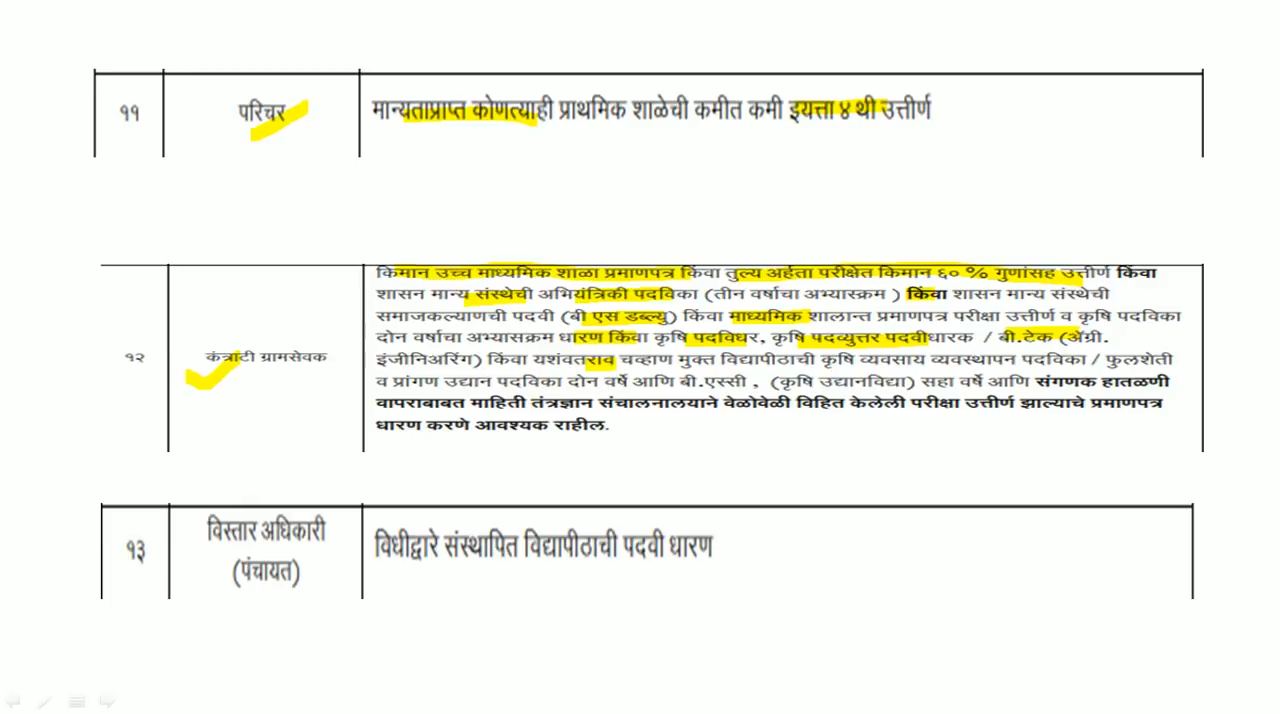 ११ परिचर मान्यताप्राप्त कोणत्याही प्राथमिक शाळेची कमीत कमी इयत्ता ४ थी उत्तीर्ण
किमान उच्च माध्यमिक शाळा प्रमाणपत्र किंवा तुल्य अर्हता परीक्षेत किमान ६० % गुणांसह उत्तीर्ण किंवा
शासन मान्य संस्थेची अभियंत्रिकी पदविका (तीन वर्षाचा अभ्यासक्रम ) किंवा शासन मान्य संस्थेची
समाजकल्याणची पदवी (बी एस डब्ल्यु) किंवा माध्यमिक शालान्त प्रमाणपत्र परीक्षा उत्तीर्ण व कृषि पदविका
दोन वर्षाचा अभ्यासक्रम धारण किंवा कृषि पदविधर, कृषि पदव्युत्तर पदवीधारक / बी.टेक (ॲग्री.
१२ कंत्राटी ग्रामसेवक इंजीनिअरिंग) किंवा यशवंतराव चव्हाण मुक्त विद्यापीठाची कृषि व्यवसाय व्यवस्थापन पदविका / फुलशेती
व प्रांगण उद्यान पदविका दोन वर्षे आणि बी.एस्सी , (कृषि उद्यानविद्या) सहा वर्षे आणि संगणक हातळणी
वापराबाबत माहिती तंत्रज्ञान संचालनालयाने वेळोवेळी विहित केलेली परीक्षा उत्तीर्ण झाल्याचे प्रमाणपत्र
धारण करणे आवश्यक राहील.
१३ विस्तार अधिकारी
(पंचायत) विधीद्वारे संस्थापित विद्यापीठाची पदवी धारण